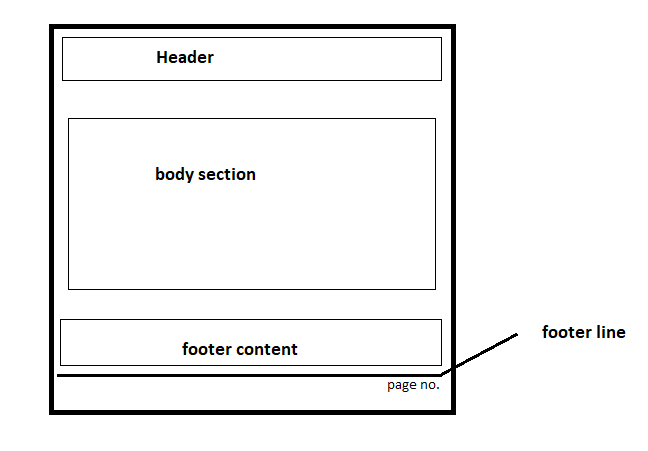 Header
body section
footer line
footer content
page no.